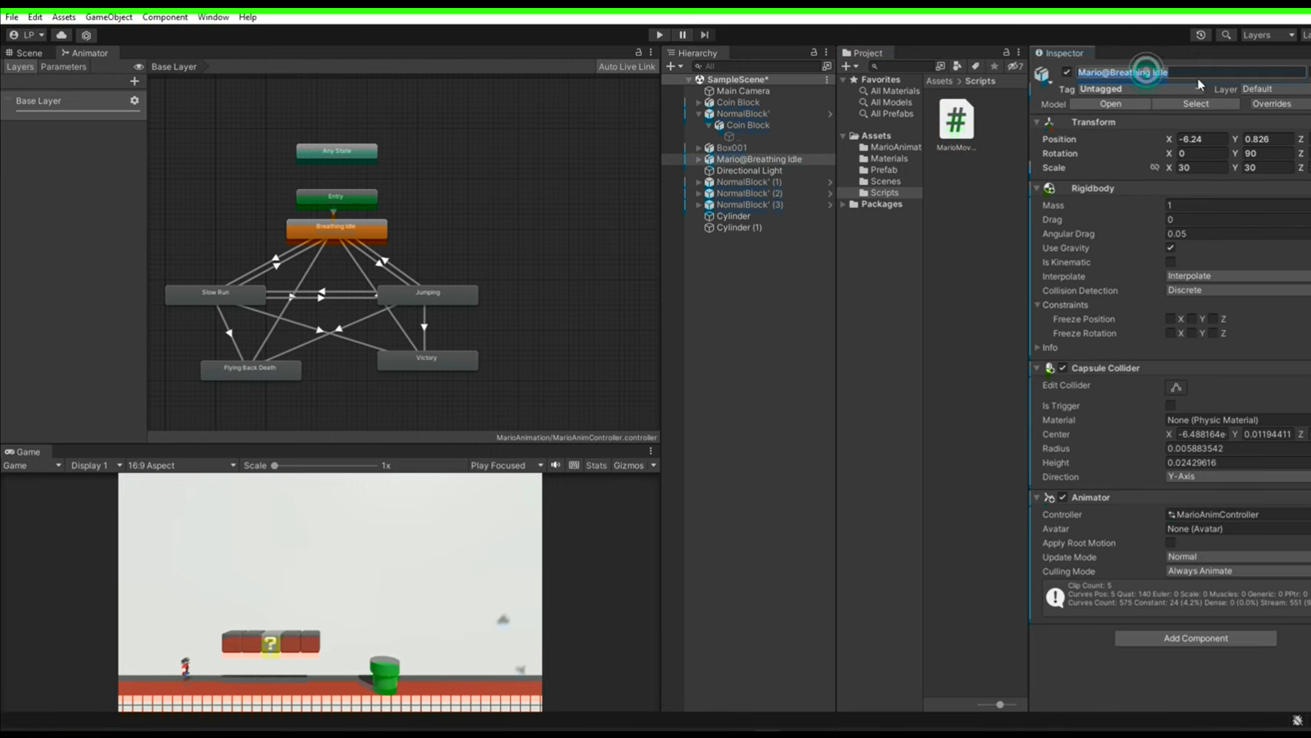 File Edit Assets GameObject Component Window Help
LP Layers La
Scene Animator
Layers Parameters Base Layer Auto Live Link
Base Layer
Any State
Entry
Breathing Idle
Slow Run
Jumping
Flying Back Death
Victory
MarioAnimation/MarioAnimController.controller
Game
Game Display 1 16:9 Aspect Scale 1x Play Focused Stats Gizmos
?
Hierarchy
All
SampleScene*
Main Camera
Coin Block
NormalBlock'
Coin Block
Box001
Mario@Breathing Idle
Directional Light
NormalBlock' (1)
NormalBlock' (2)
NormalBlock' (3)
Cylinder
Cylinder (1)
Project
7
Favorites
All Materials
All Models
All Prefabs
Assets
MarioAnimat
Materials
Prefab
Scenes
Scripts
Packages
Assets > Scripts
#
MarioMov...
Inspector
Mario@Breathing Idle
Tag Untagged Layer Default
Model Open Select Overrides
Transform
Position X -6.24 Y 0.826
Rotation X 0 Y 90
Scale X 30 Y 30
Rigidbody
Mass 1
Drag 0
Angular Drag 0.05
Use Gravity
Is Kinematic
Interpolate Interpolate
Collision Detection Discrete
Constraints
Freeze Position X Y Z
Freeze Rotation X Y Z
Info
Capsule Collider
Edit Collider
Is Trigger
Material None (Physic Material)
Center X -6.488164e- Y 0.01194411 Z
Radius 0.005883542
Height 0.02429616
Direction Y-Axis
Animator
Controller MarioAnimController
Avatar None (Avatar)
Apply Root Motion
Update Mode Normal
Culling Mode Always Animate
Clip Count: 5
Curves Pos: 5 Quat: 140 Euler: 0 Scale: 0 Muscles: 0 Generic: 0 PPtr: 0
Curves Count: 575 Constant: 24 (4.2%) Dense: 0 (0.0%) Stream: 551 (9
Add Component